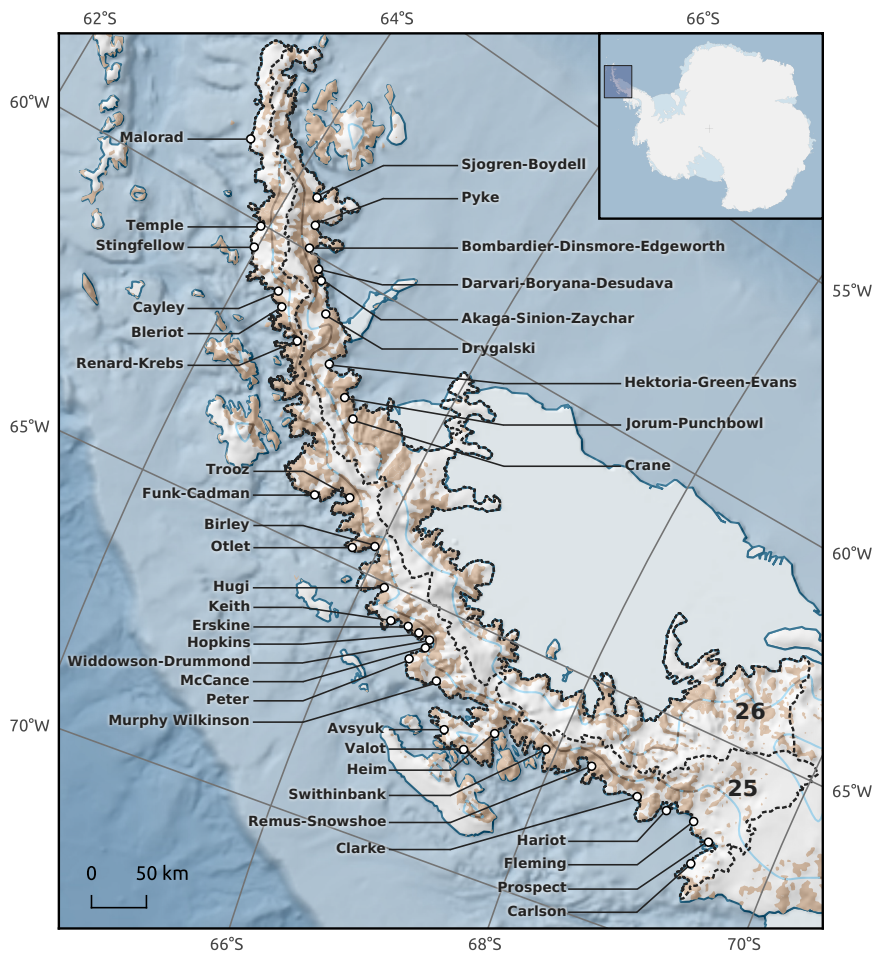 62°S
64°S
66°S
60°W
Malorad
Sjogren-Boydell
Pyke
Temple
Stingfellow
Bombardier-Dinsmore-Edgeworth
Darvari-Boryana-Desudava
55°W
Cayley
Akaga-Sinion-Zaychar
Bleriot
Drygalski
Renard-Krebs
Hektoria-Green-Evans
65°W
Jorum-Punchbowl
Crane
Trooz
Funk-Cadman
Birley
Otlet
60°W
Hugi
Keith
Erskine
Hopkins
Widdowson-Drummond
McCance
Peter
Murphy Wilkinson
26
70°W
Avsyuk
Valot
Heim
25
65°W
Swithinbank
Remus-Snowshoe
Hariot
Clarke
Fleming
0 50 km
Prospect
Carlson
66°S
68°S
70°S